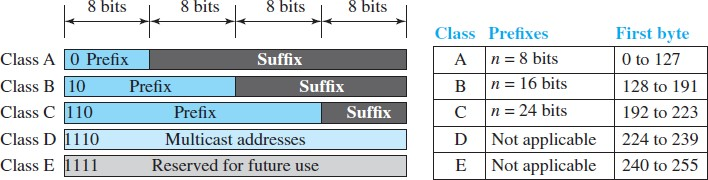 8 bits 8 bits 8 bits 8 bits
Class A 0 Prefix Suffix
Class B 10 Prefix Suffix
Class C 110 Prefix Suffix
Class D 1110 Multicast addresses
Class E 1111 Reserved for future use
Class Prefixes First byte
A n = 8 bits 0 to 127
B n = 16 bits 128 to 191
C n = 24 bits 192 to 223
D Not applicable 224 to 239
E Not applicable 240 to 255